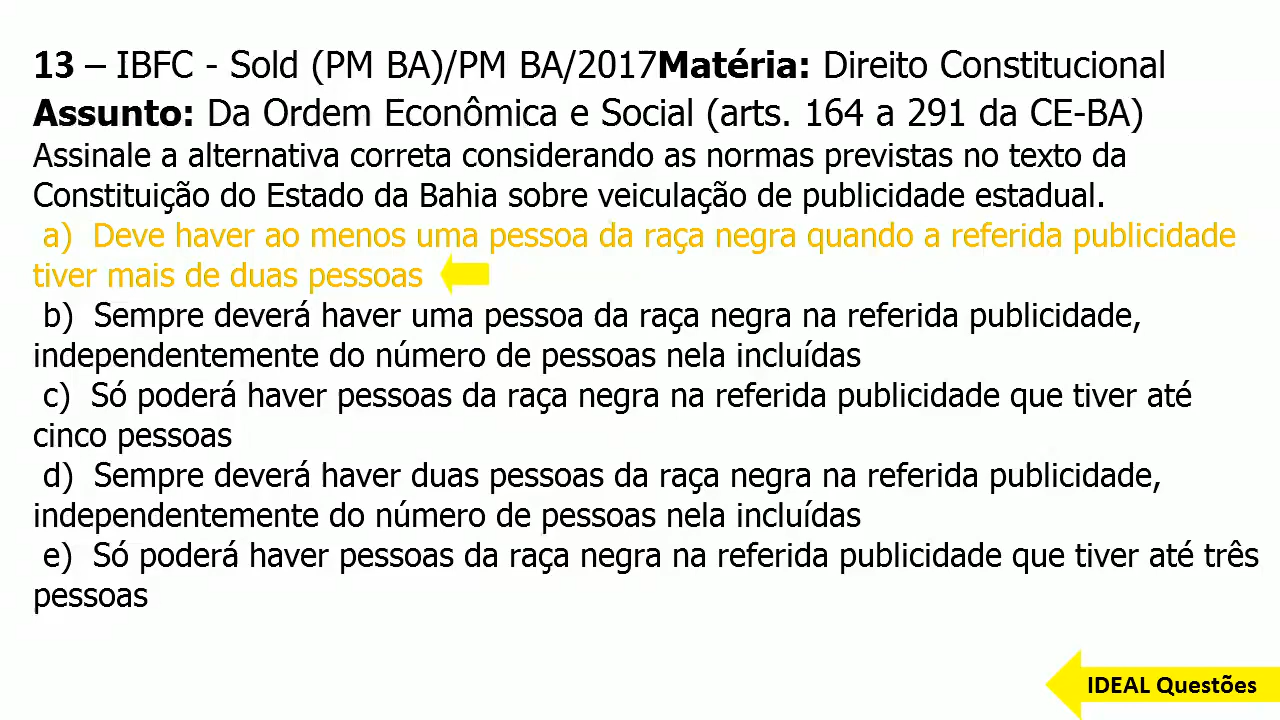 13 – IBFC - Sold (PM BA)/PM BA/2017Matéria: Direito Constitucional
Assunto: Da Ordem Econômica e Social (arts. 164 a 291 da CE-BA)
Assinale a alternativa correta considerando as normas previstas no texto da
Constituição do Estado da Bahia sobre veiculação de publicidade estadual.
a) Deve haver ao menos uma pessoa da raça negra quando a referida publicidade
tiver mais de duas pessoas
b) Sempre deverá haver uma pessoa da raça negra na referida publicidade,
independentemente do número de pessoas nela incluídas
c) Só poderá haver pessoas da raça negra na referida publicidade que tiver até
cinco pessoas
d) Sempre deverá haver duas pessoas da raça negra na referida publicidade,
independentemente do número de pessoas nela incluídas
e) Só poderá haver pessoas da raça negra na referida publicidade que tiver até três
pessoas
IDEAL Questões